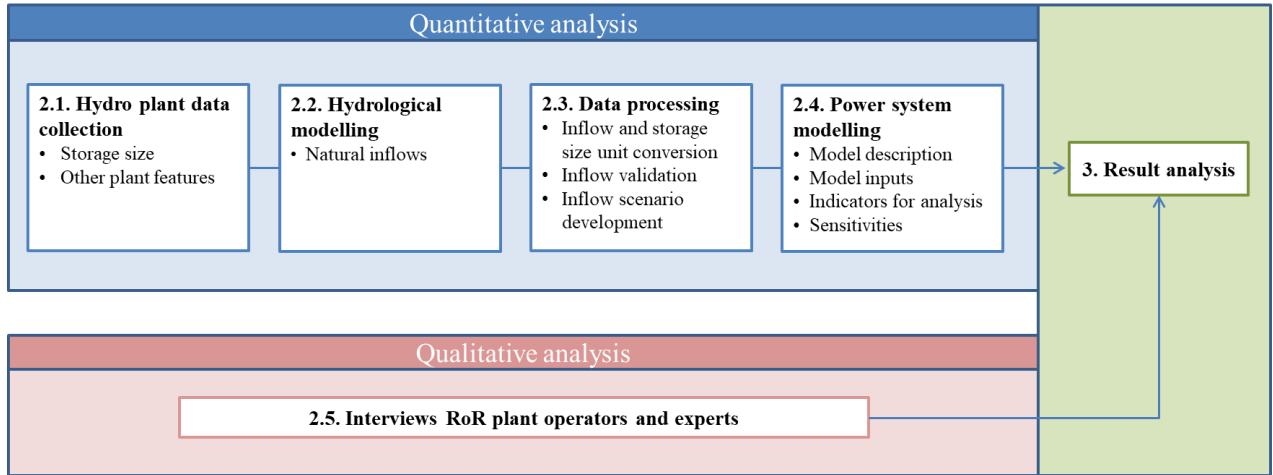 Quantitative analysis
2.1. Hydro plant data
collection
• Storage size
• Other plant features
2.2. Hydrological
modelling
• Natural inflows
2.3. Data processing
• Inflow and storage
size unit conversion
• Inflow validation
• Inflow scenario
development
2.4. Power system
modelling
• Model description
• Model inputs
• Indicators for analysis
• Sensitivities
3. Result analysis
Qualitative analysis
2.5. Interviews RoR plant operators and experts